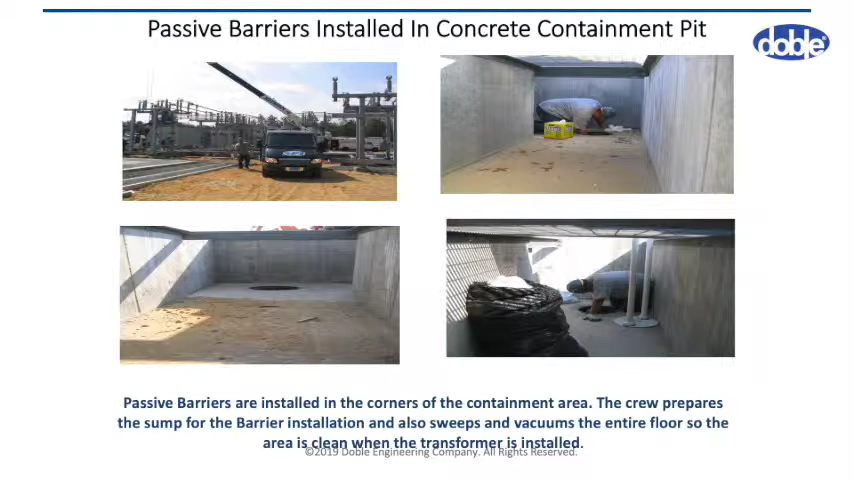 Passive Barriers Installed In Concrete Containment Pit
doble®
Passive Barriers are installed in the corners of the containment area. The crew prepares
the sump for the Barrier installation and also sweeps and vacuums the entire floor so the
area is clean when the transformer is installed.
©2019 Doble Engineering Company. All Rights Reserved.